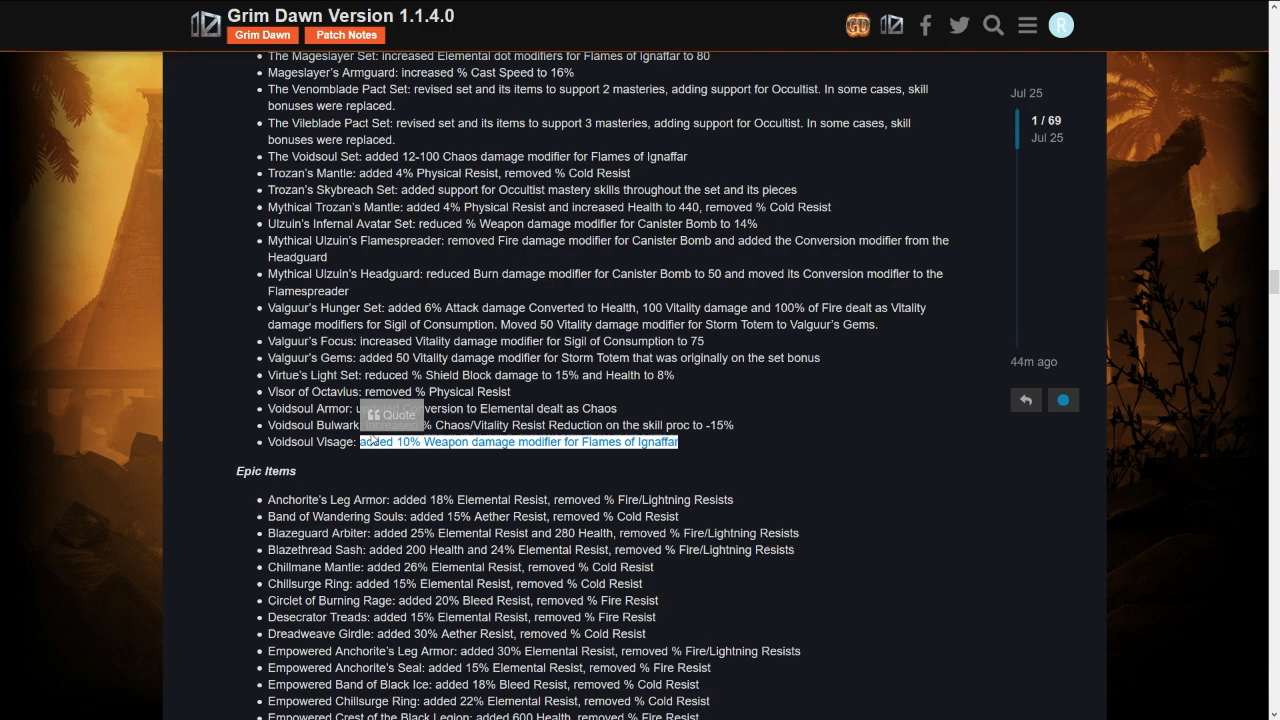 Grim Dawn Version 1.1.4.0
Grim Dawn Patch Notes
GD
R
The Mageslayer Set: increased Elemental dot modifiers for Flames of Ignaffar to 80
Mageslayer's Armguard: increased % Cast Speed to 16%
The Venomblade Pact Set: revised set and its items to support 2 masteries, adding support for Occultist. In some cases, skill
bonuses were replaced.
The Vileblade Pact Set: revised set and its items to support 3 masteries, adding support for Occultist. In some cases, skill
bonuses were replaced.
The Voidsoul Set: added 12-100 Chaos damage modifier for Flames of Ignaffar
Trozan's Mantle: added 4% Physical Resist, removed % Cold Resist
Trozan's Skybreach Set: added support for Occultist mastery skills throughout the set and its pieces
Mythical Trozan's Mantle: added 4% Physical Resist and increased Health to 440, removed % Cold Resist
Ulzuin's Infernal Avatar Set: reduced % Weapon damage modifier for Canister Bomb to 14%
Mythical Ulzuin's Flamespreader: removed Fire damage modifier for Canister Bomb and added the Conversion modifier from the
Headguard
Mythical Ulzuin's Headguard: reduced Burn damage modifier for Canister Bomb to 50 and moved its Conversion modifier to the
Flamespreader
Valguur's Hunger Set: added 6% Attack damage Converted to Health, 100 Vitality damage and 100% of Fire dealt as Vitality
damage modifiers for Sigil of Consumption. Moved 50 Vitality damage modifier for Storm Totem to Valguur's Gems.
Valguur's Focus: increased Vitality damage modifier for Sigil of Consumption to 75
Valguur's Gems: added 50 Vitality damage modifier for Storm Totem that was originally on the set bonus
Virtue's Light Set: reduced % Shield Block damage to 15% and Health to 8%
Visor of Octavius: removed % Physical Resist
Voidsoul Armor: Conversion to Elemental dealt as Chaos
Quote
Voidsoul Bulwark: increased % Chaos/Vitality Resist Reduction on the skill proc to -15%
Voidsoul Visage: added 10% Weapon damage modifier for Flames of Ignaffar
Epic Items
Anchorite's Leg Armor: added 18% Elemental Resist, removed % Fire/Lightning Resists
Band of Wandering Souls: added 15% Aether Resist, removed % Cold Resist
Blazeguard Arbiter: added 25% Elemental Resist and 280 Health, removed % Fire/Lightning Resists
Blazethread Sash: added 200 Health and 24% Elemental Resist, removed % Fire/Lightning Resists
Chillmane Mantle: added 26% Elemental Resist, removed % Cold Resist
Chillsurge Ring: added 15% Elemental Resist, removed % Cold Resist
Circlet of Burning Rage: added 20% Bleed Resist, removed % Fire Resist
Desecrator Treads: added 15% Elemental Resist, removed % Fire Resist
Dreadweave Girdle: added 30% Aether Resist, removed % Cold Resist
Empowered Anchorite's Leg Armor: added 30% Elemental Resist, removed % Fire/Lightning Resists
Empowered Anchorite's Seal: added 15% Elemental Resist, removed % Fire Resist
Empowered Band of Black Ice: added 18% Bleed Resist, removed % Cold Resist
Empowered Chillsurge Ring: added 22% Elemental Resist, removed % Cold Resist
Empowered Crest of the Black Legion: added 600 Health, removed % Fire Resist
Jul 25
1 / 69
Jul 25
44m ago